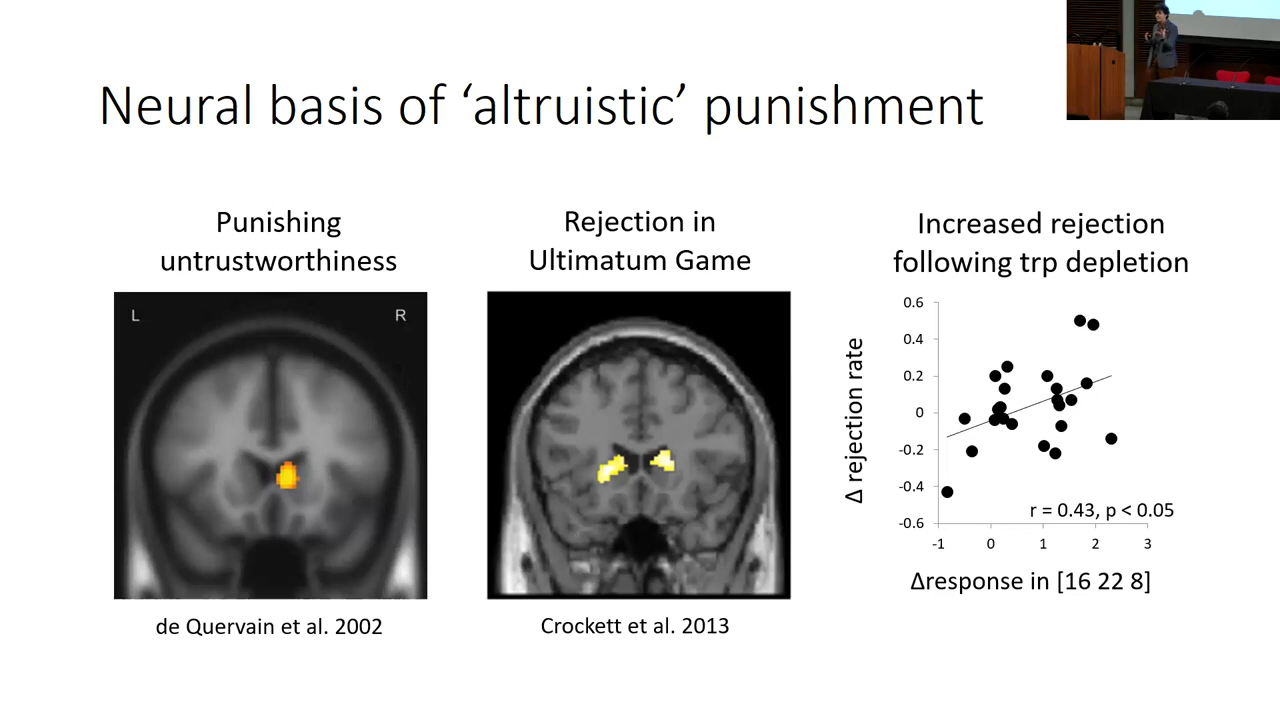 Neural basis of ‘altruistic’ punishment
Punishing
untrustworthiness
L
R
de Quervain et al. 2002
Rejection in
Ultimatum Game
Crockett et al. 2013
Increased rejection
following trp depletion
Δ rejection rate
0.6
0.4
0.2
0
-0.2
-0.4
-0.6
r = 0.43, p < 0.05
-1 0 1 2 3
Δresponse in [16 22 8]